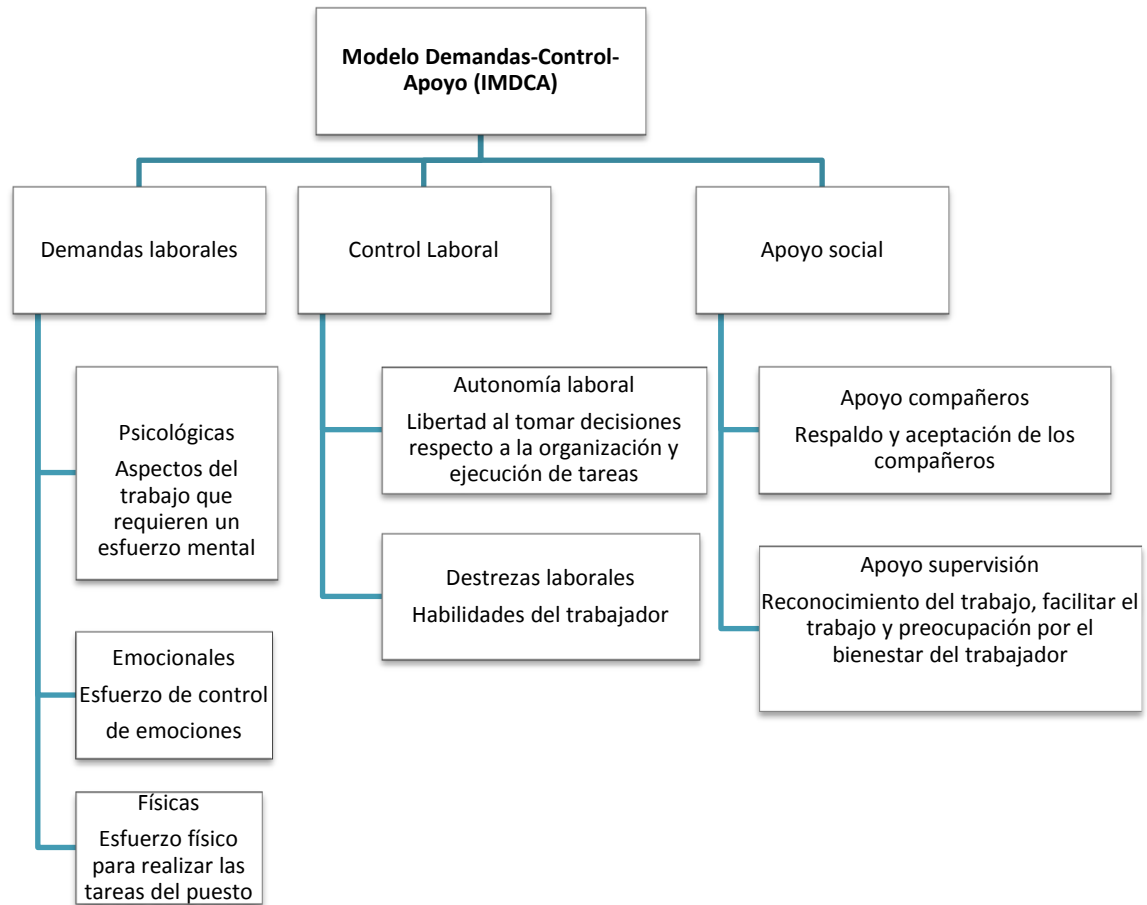 Modelo Demandas-Control-
Apoyo (IMDCA)
Demandas laborales
Control Laboral
Apoyo social
Psicológicas
Aspectos del
trabajo que
requieren un
esfuerzo mental
Emocionales
Esfuerzo de control
de emociones
Físicas
Esfuerzo físico
para realizar las
tareas del puesto
Autonomía laboral
Libertad al tomar decisiones
respecto a la organización y
ejecución de tareas
Destrezas laborales
Habilidades del trabajador
Apoyo compañeros
Respaldo y aceptación de los
compañeros
Apoyo supervisión
Reconocimiento del trabajo, facilitar el
trabajo y preocupación por el
bienestar del trabajador